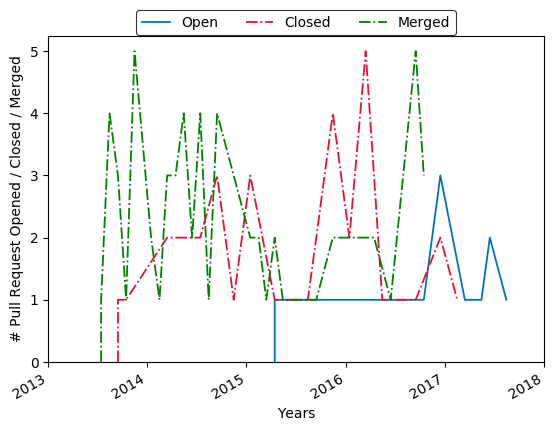 Open Closed Merged
# Pull Request Opened / Closed / Merged
5
4
3
2
1
0
2013 2014 2015 2016 2017 2018
Years